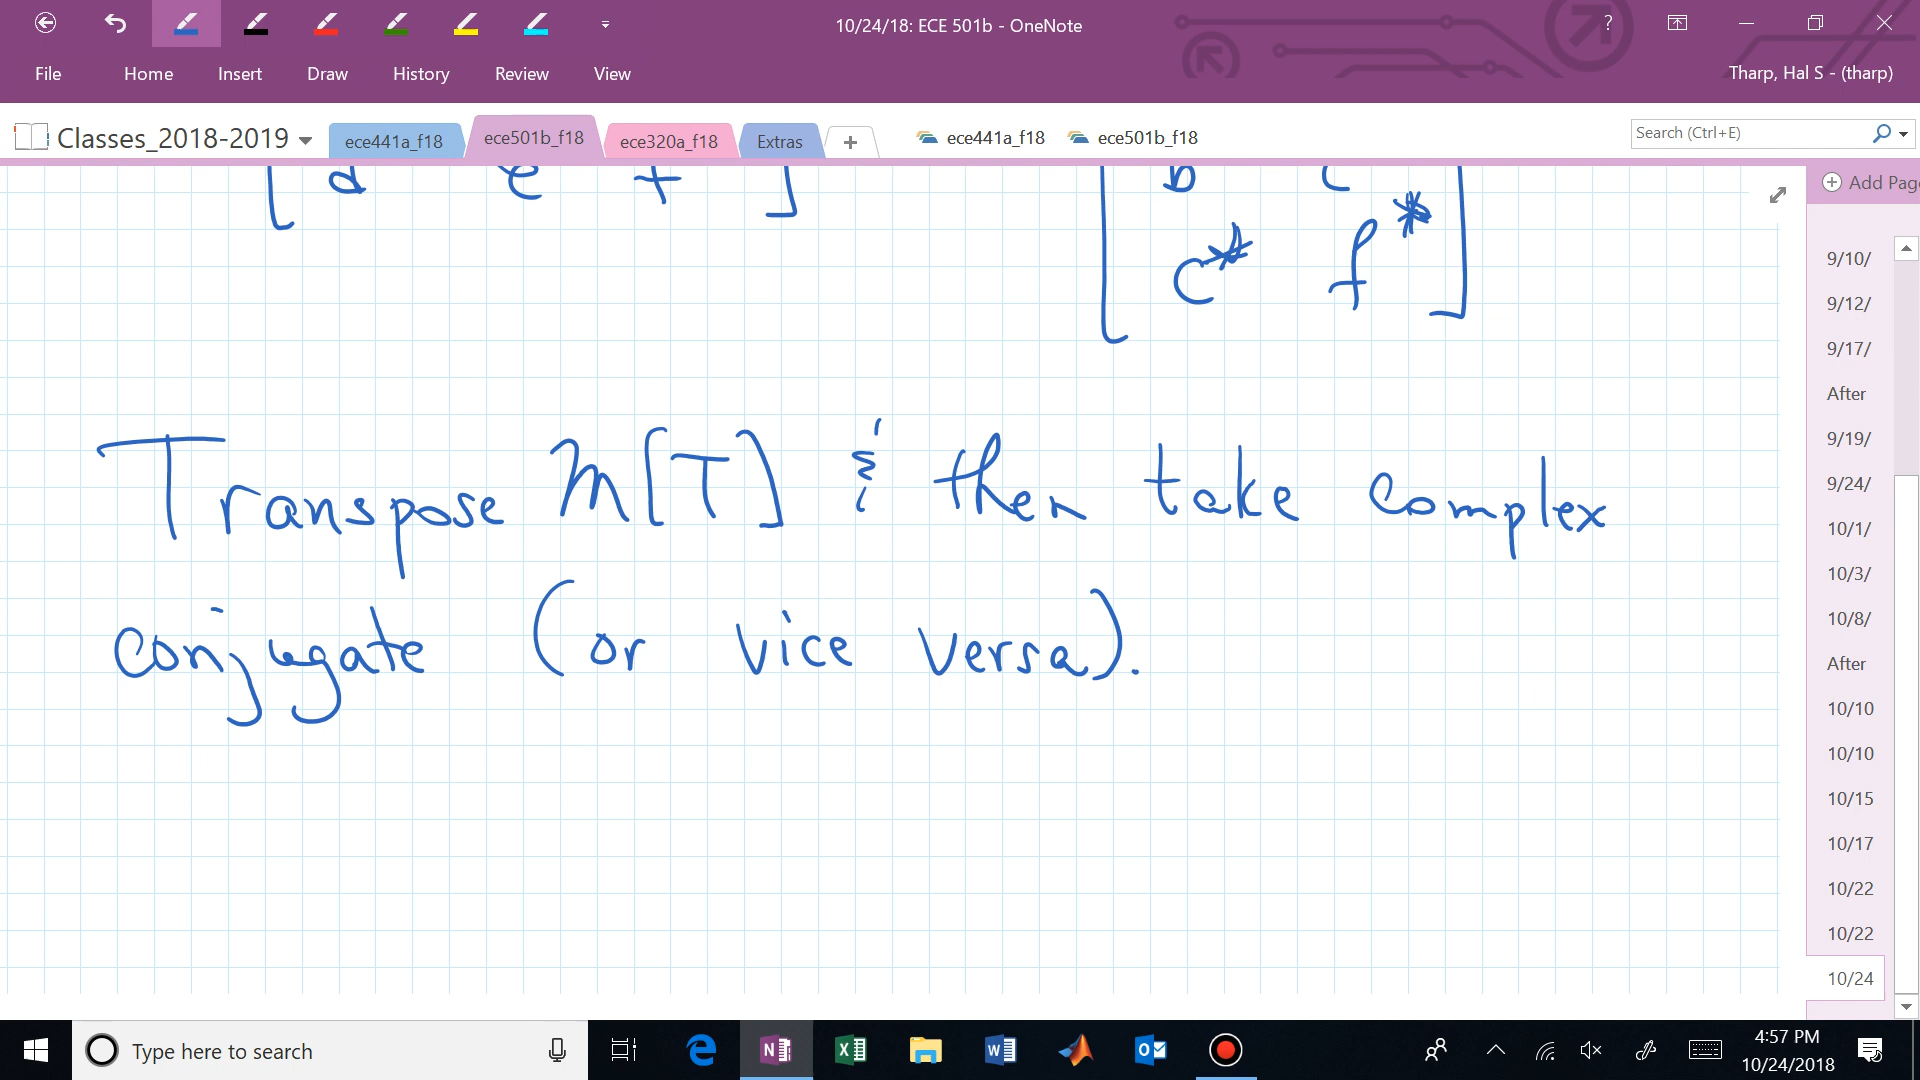 10/24/18: ECE 501b - OneNote
?
File Home Insert Draw History Review View
Tharp, Hal S - (tharp)
Classes_2018-2019 ece441a_f18 ece501b_f18 ece320a_f18 Extras + ece441a_f18 ece501b_f18
Search (Ctrl+E)
Add Page
d e f
b
c* f*
Transpose M[T] & then take complex
conjugate (or vice versa).
9/10/
9/12/
9/17/
After
9/19/
9/24/
10/1/
10/3/
10/8/
After
10/10
10/10
10/15
10/17
10/22
10/22
10/24
Type here to search
4:57 PM
10/24/2018